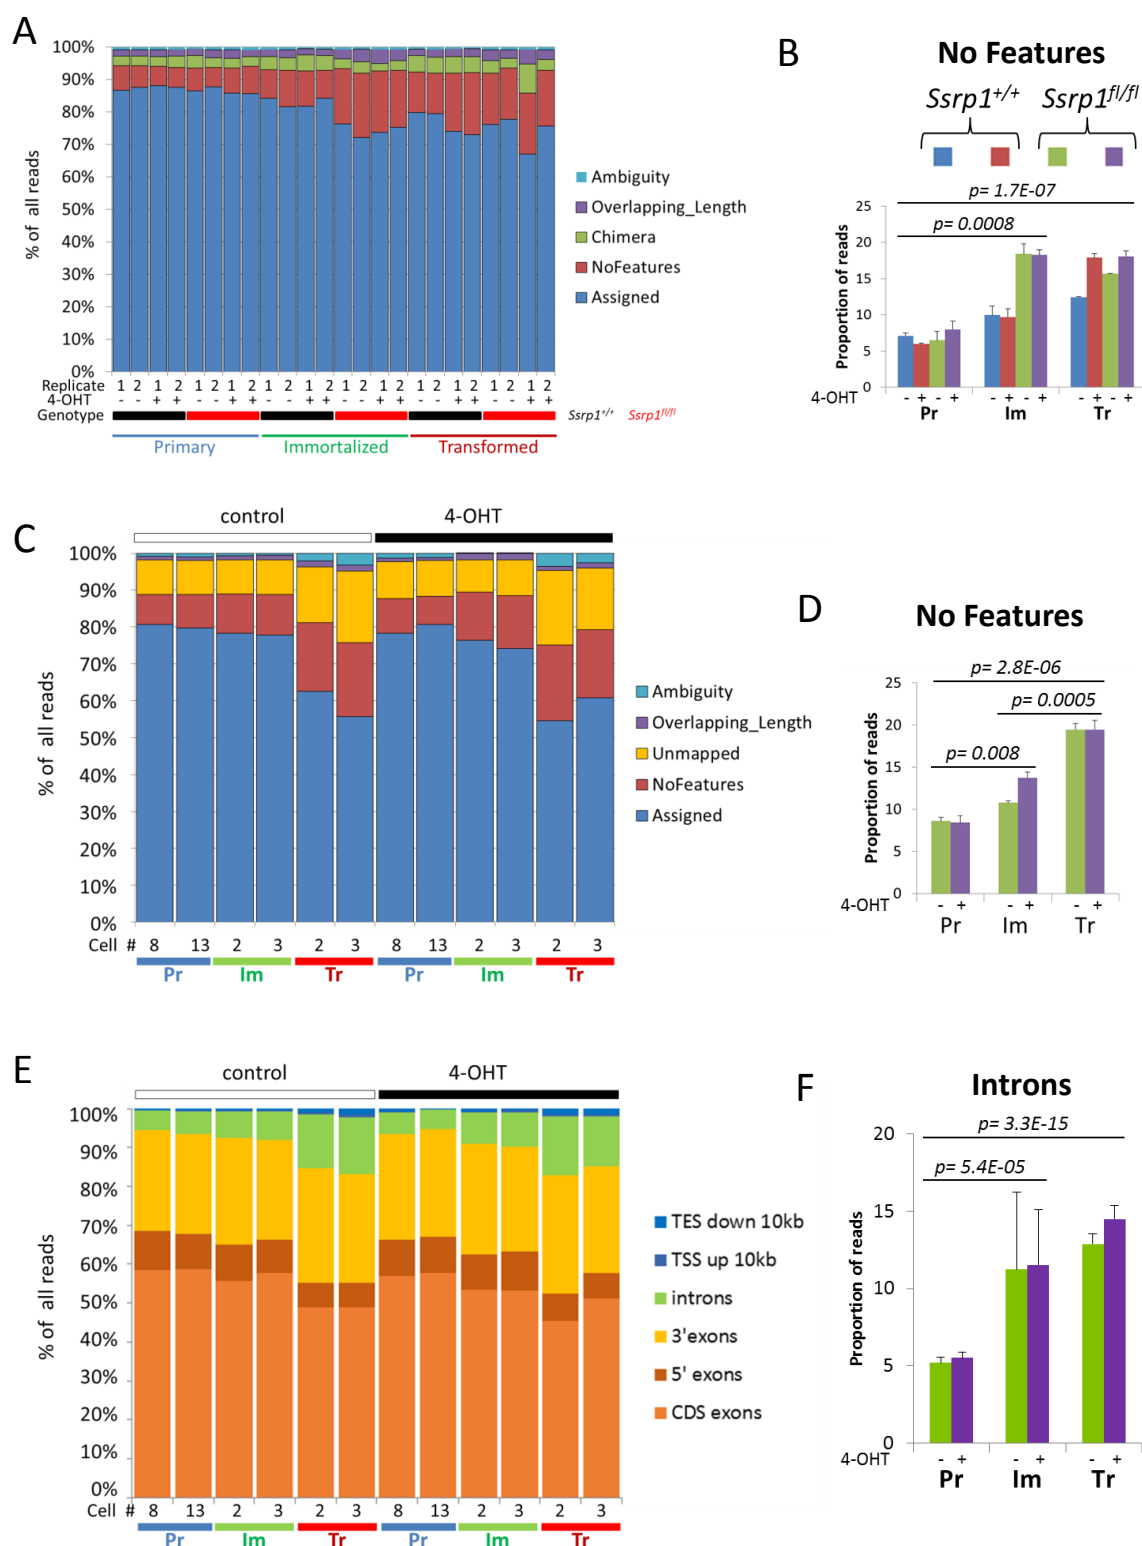 A
100%
90%
80%
70%
60%
50%
40%
30%
20%
10%
0%
% of all reads
Ambiguity
Overlapping_Length
Chimera
NoFeatures
Assigned
Replicate 1 2 1 2 1 2 1 2 1 2 1 2 1 2 1 2 1 2 1 2 1 2 1 2
4-OHT - - + + - - + + - - + + - - + + - - + + - - + +
Genotype Ssrp1+/+ Ssrp1fl/fl
Primary Immortalized Transformed
B
No Features
Ssrp1+/+ Ssrp1fl/fl
p= 1.7E-07
p= 0.0008
25
20
15
10
5
0
Proportion of reads
4-OHT - + - + - + - + - + - +
Pr Im Tr
C
control 4-OHT
100%
90%
80%
70%
60%
50%
40%
30%
20%
10%
0%
% of all reads
Ambiguity
Overlapping_Length
Unmapped
NoFeatures
Assigned
Cell # 8 13 2 3 2 3 8 13 2 3 2 3
Pr Im Tr Pr Im Tr
D
No Features
p= 2.8E-06
p= 0.0005
p= 0.008
25
20
15
10
5
0
Proportion of reads
4-OHT - + - + - +
Pr Im Tr
E
control 4-OHT
100%
90%
80%
70%
60%
50%
40%
30%
20%
10%
0%
% of all reads
TES down 10kb
TSS up 10kb
introns
3'exons
5' exons
CDS exons
Cell # 8 13 2 3 2 3 8 13 2 3 2 3
Pr Im Tr Pr Im Tr
F
Introns
p= 3.3E-15
p= 5.4E-05
20
15
10
5
0
Proportion of reads
4-OHT - + - + - +
Pr Im Tr